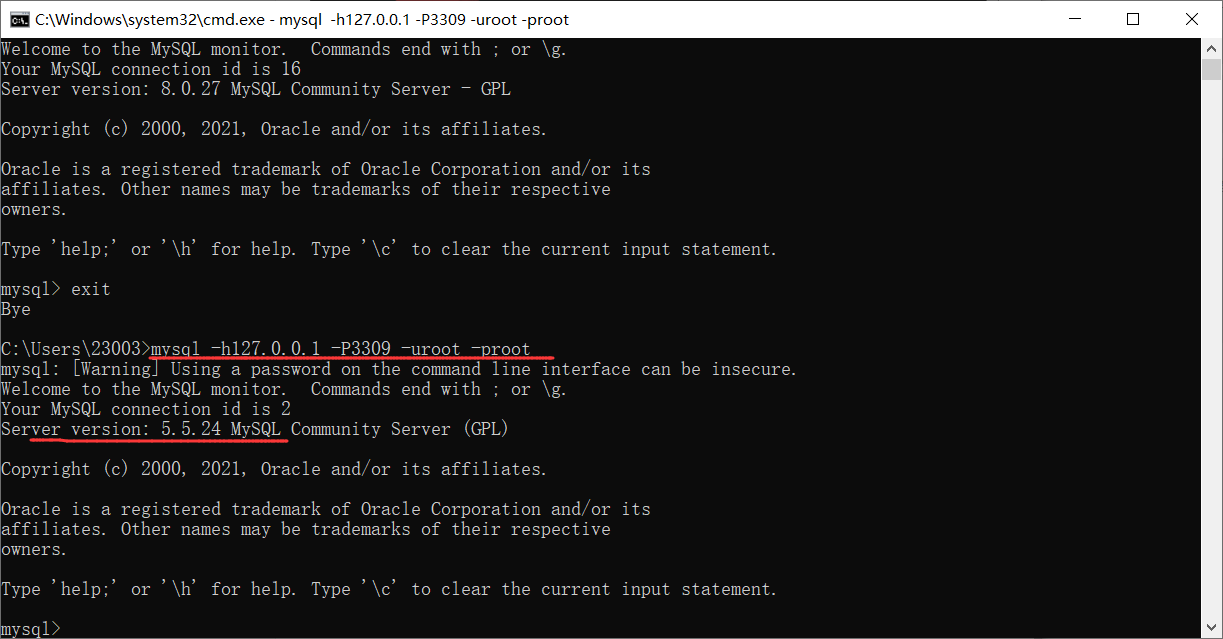 C:\Windows\system32\cmd.exe - mysql  -h127.0.0.1 -P3309 -uroot -proot
Welcome to the MySQL monitor.  Commands end with ; or \g.
Your MySQL connection id is 16
Server version: 8.0.27 MySQL Community Server - GPL
Copyright (c) 2000, 2021, Oracle and/or its affiliates.
Oracle is a registered trademark of Oracle Corporation and/or its
affiliates. Other names may be trademarks of their respective
owners.
Type 'help;' or '\h' for help. Type '\c' to clear the current input statement.
mysql> exit
Bye
C:\Users\23003>mysql -h127.0.0.1 -P3309 -uroot -proot
mysql: [Warning] Using a password on the command line interface can be insecure.
Welcome to the MySQL monitor.  Commands end with ; or \g.
Your MySQL connection id is 2
Server version: 5.5.24 MySQL Community Server (GPL)
Copyright (c) 2000, 2021, Oracle and/or its affiliates.
Oracle is a registered trademark of Oracle Corporation and/or its
affiliates. Other names may be trademarks of their respective
owners.
Type 'help;' or '\h' for help. Type '\c' to clear the current input statement.
mysql>